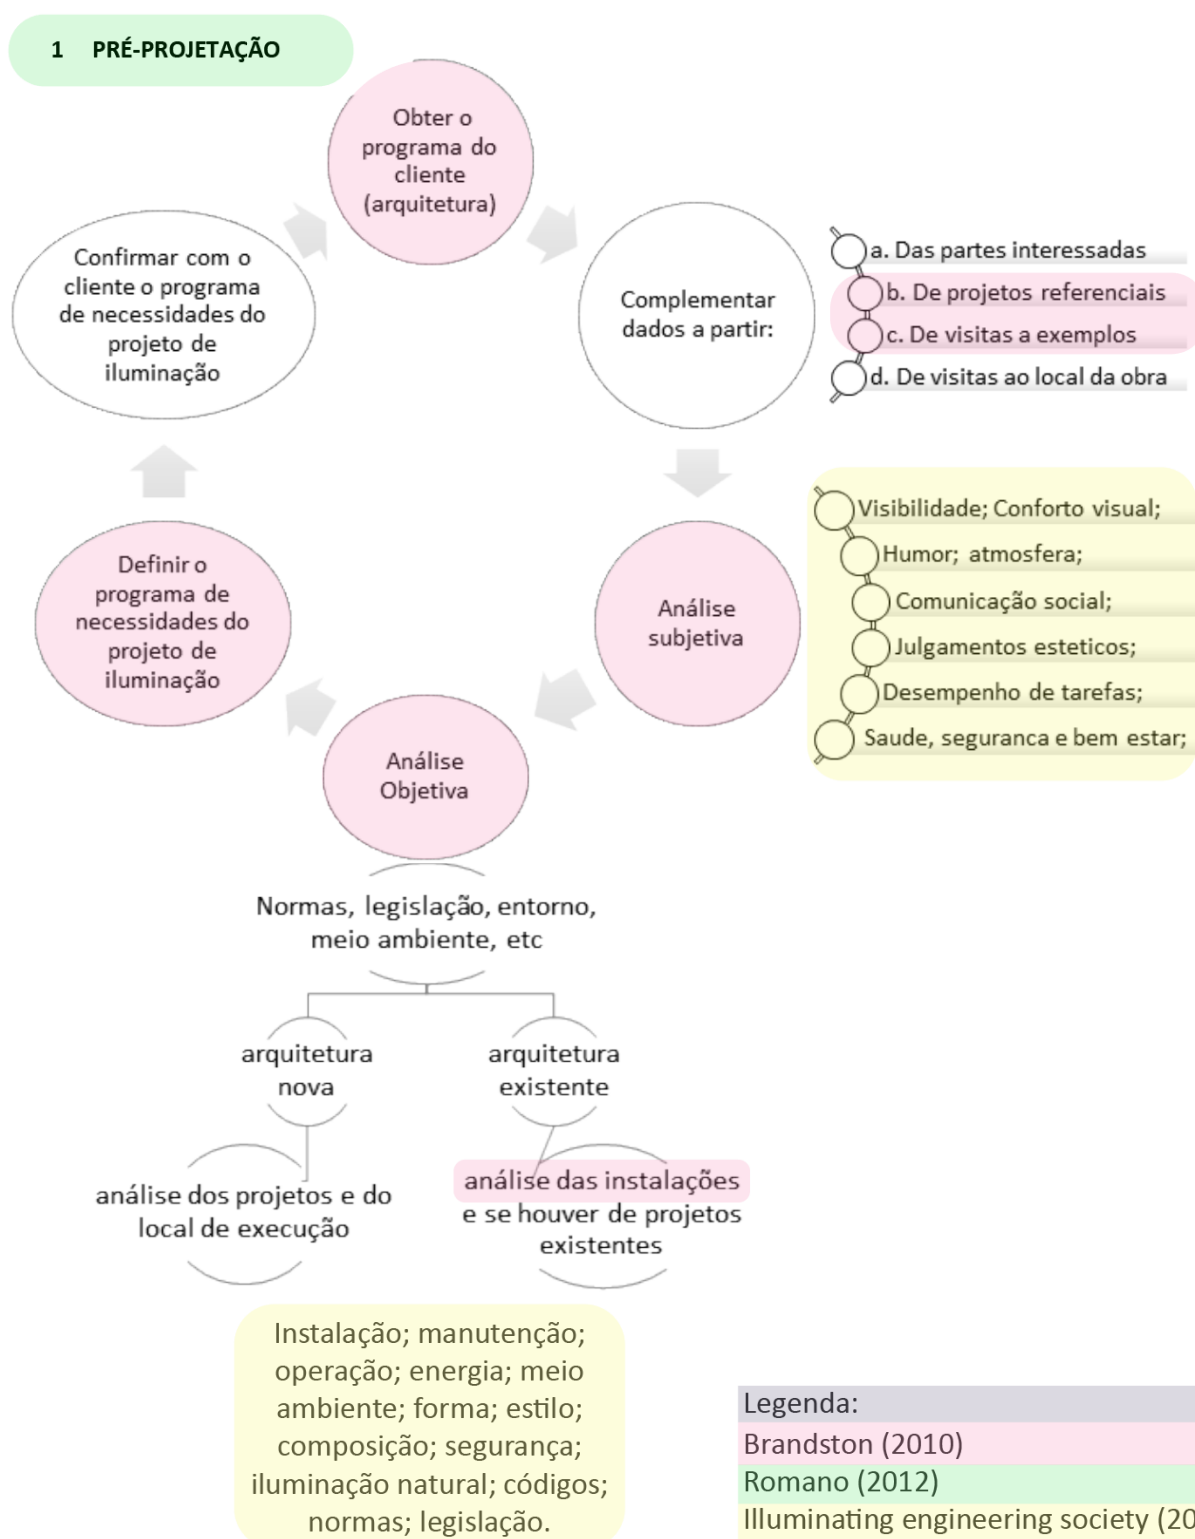 1 PRÉ-PROJETAÇÃO
Obter o
programa do
cliente
(arquitetura)
Complementar
dados a partir:
a. Das partes interessadas
b. De projetos referenciais
c. De visitas a exemplos
d. De visitas ao local da obra
Análise
subjetiva
Visibilidade; Conforto visual;
Humor; atmosfera;
Comunicação social;
Julgamentos esteticos;
Desempenho de tarefas;
Saude, seguranca e bem estar;
Análise
Objetiva
Definir o
programa de
necessidades do
projeto de
iluminação
Confirmar com o
cliente o programa
de necessidades do
projeto de
iluminação
Normas, legislação, entorno,
meio ambiente, etc
arquitetura
nova
arquitetura
existente
análise dos projetos e do
local de execução
análise das instalações
e se houver de projetos
existentes
Instalação; manutenção;
operação; energia; meio
ambiente; forma; estilo;
composição; segurança;
iluminação natural; códigos;
normas; legislação.
Legenda:
Brandston (2010)
Romano (2012)
Illuminating engineering society (20